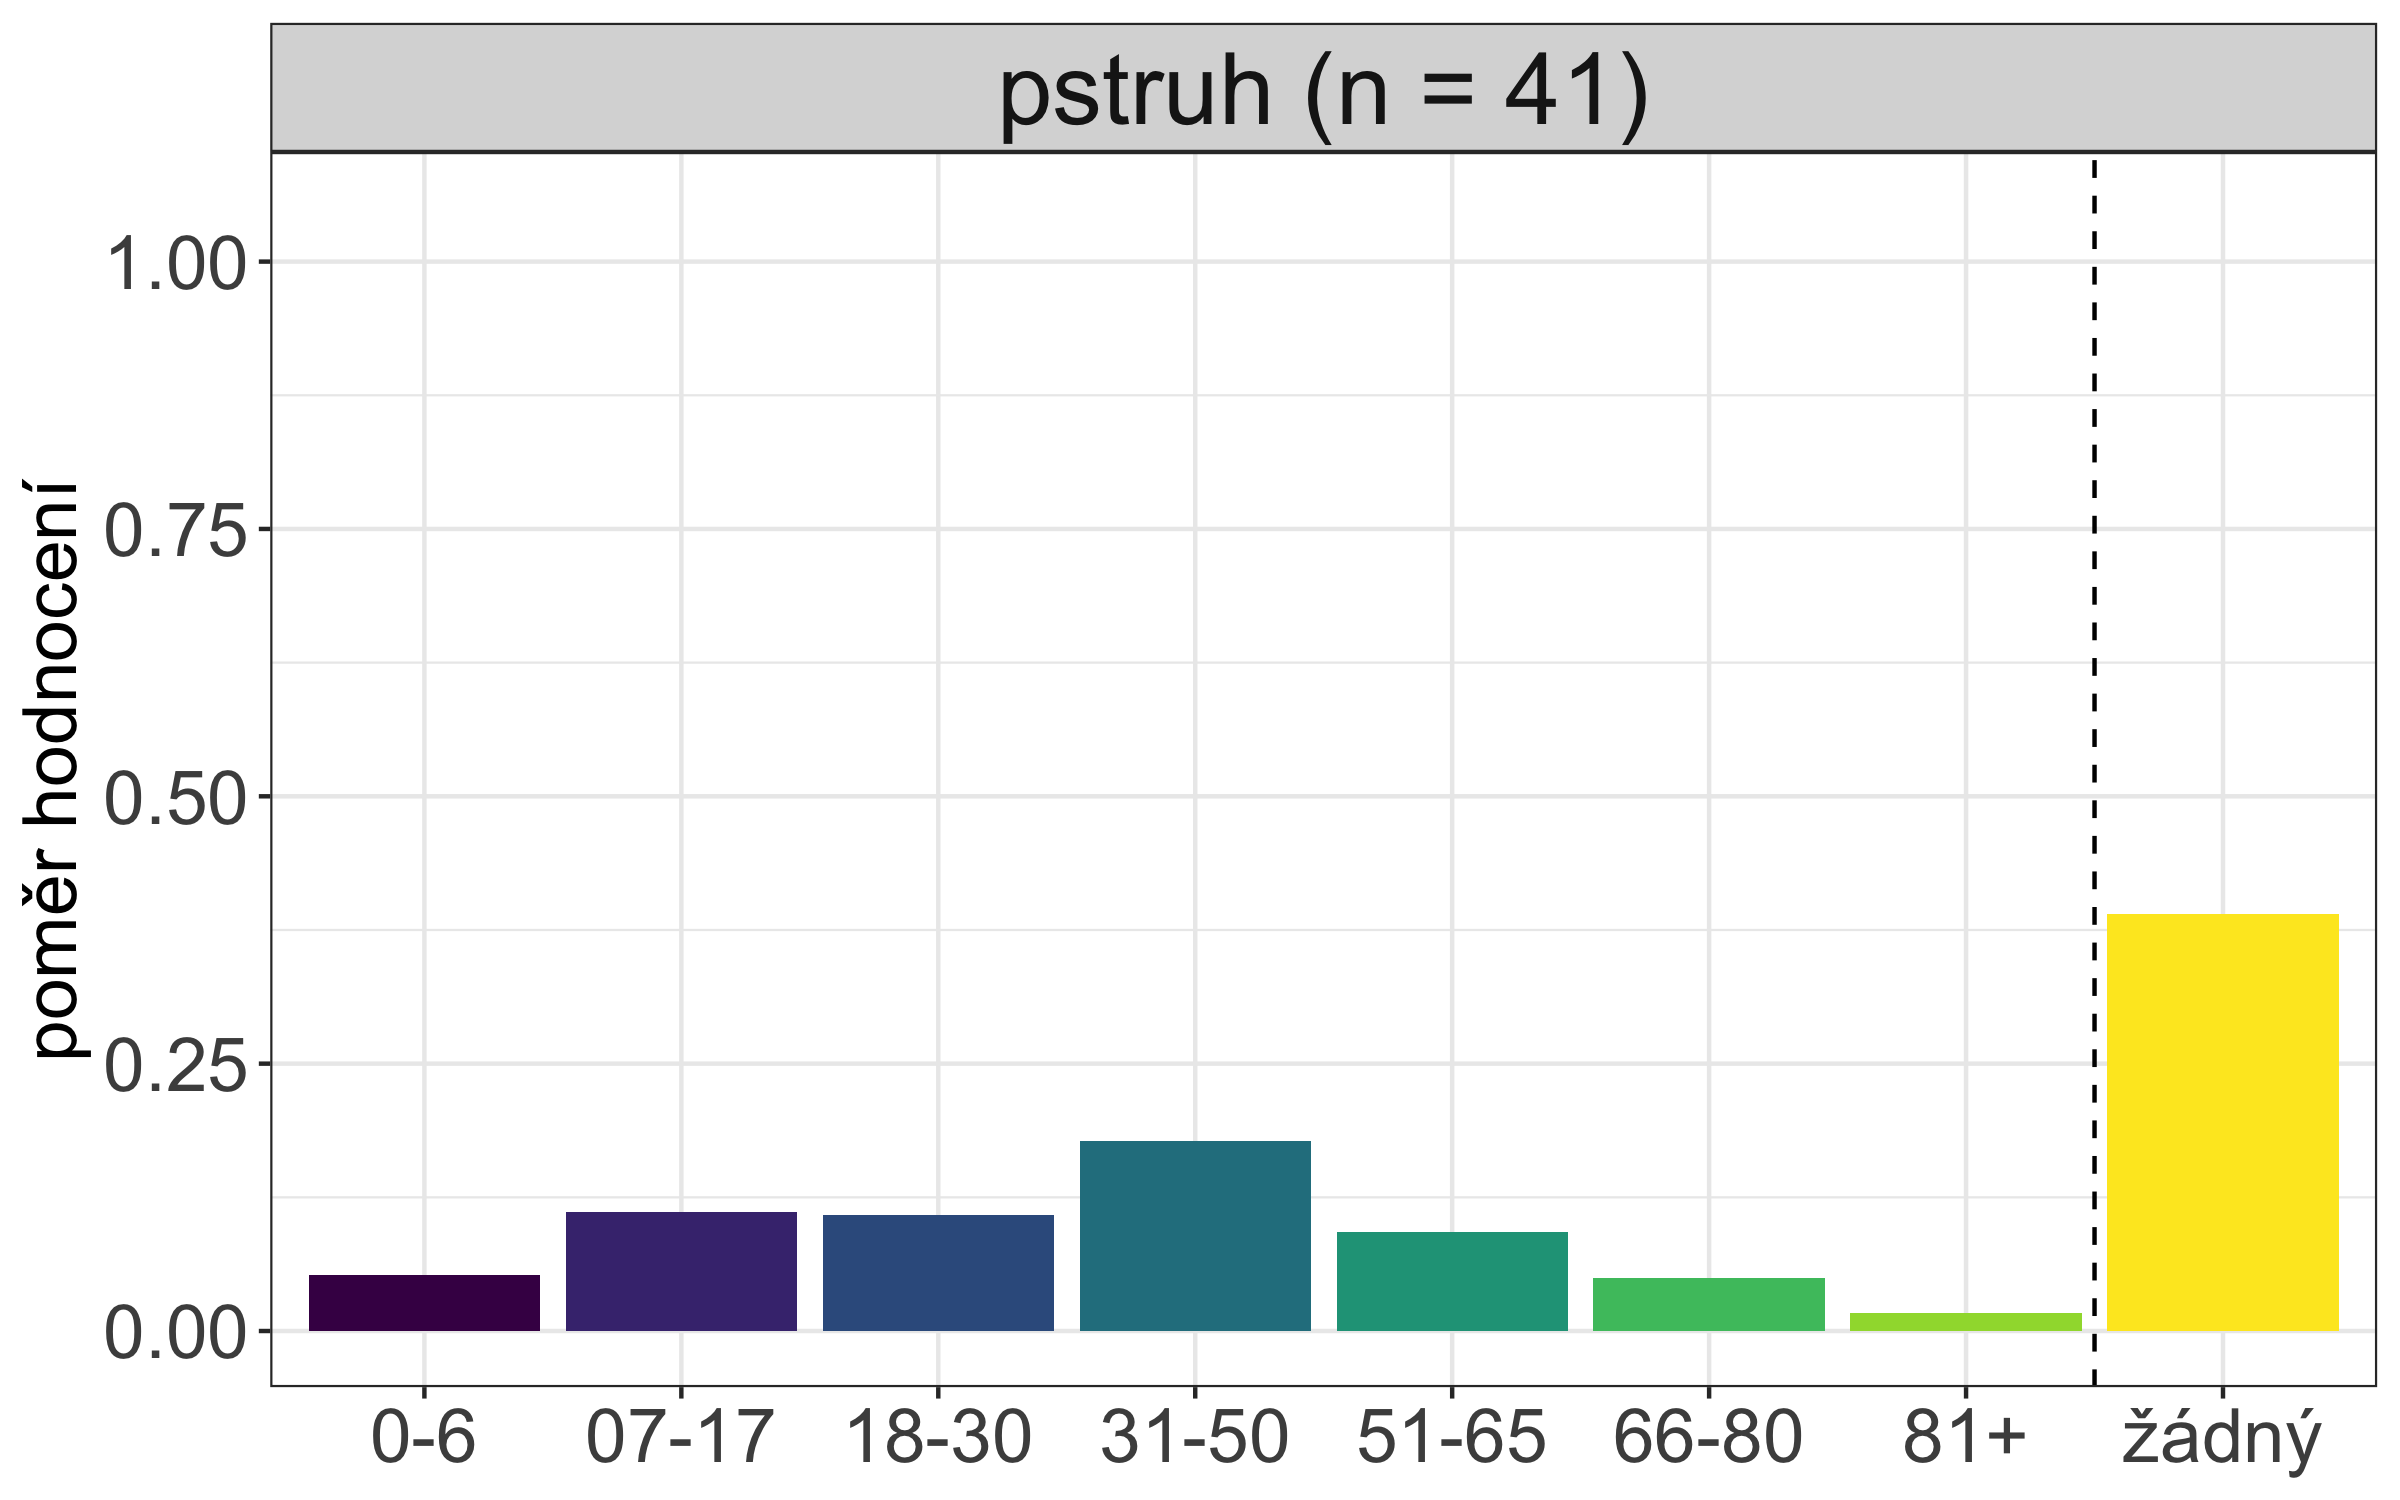 pstruh (n = 41)
poměr hodnocení
1.00
0.75
0.50
0.25
0.00
0-6 07-17 18-30 31-50 51-65 66-80 81+ žádný